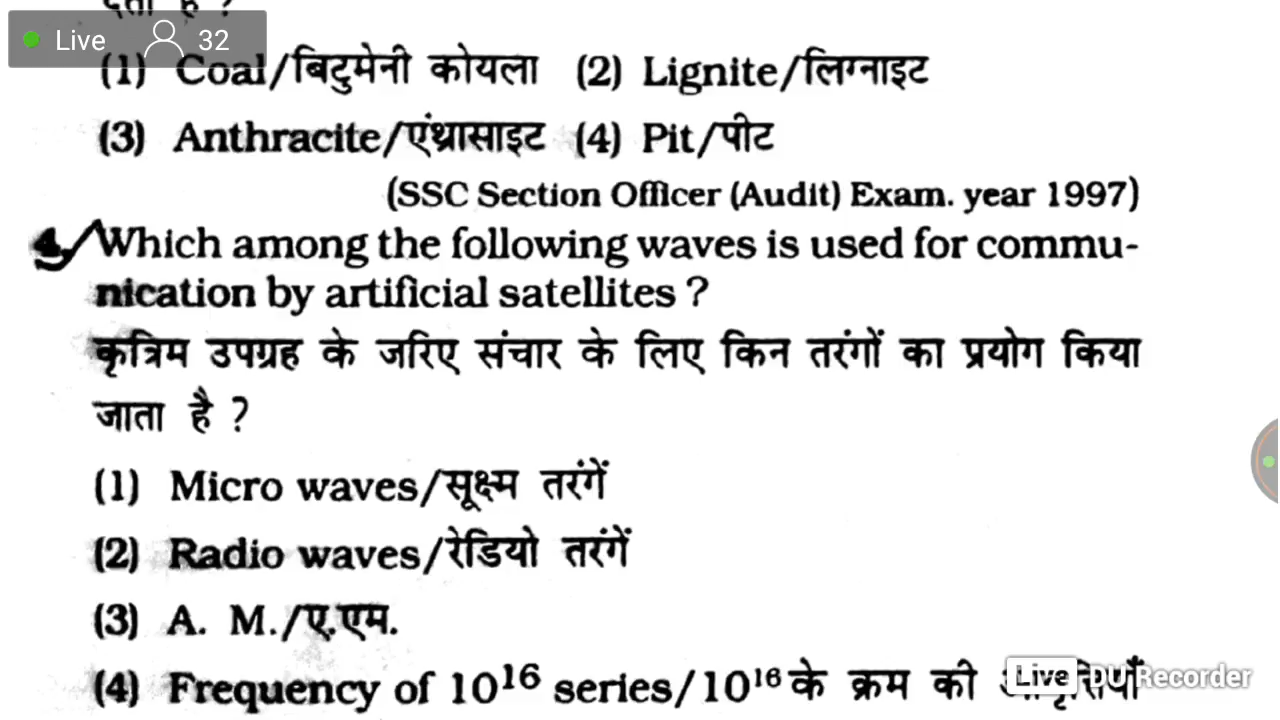 देता है ?
Live 32
(1) Coal/बिटुमेनी कोयला (2) Lignite/लिग्नाइट
(3) Anthracite/एंथ्रासाइट (4) Pit/पीट
(SSC Section Officer (Audit) Exam. year 1997)
4. Which among the following waves is used for commu-
nication by artificial satellites ?
कृत्रिम उपग्रह के जरिए संचार के लिए किन तरंगों का प्रयोग किया
जाता है ?
(1) Micro waves/सूक्ष्म तरंगें
(2) Radio waves/रेडियो तरंगें
(3) A. M./ए.एम.
(4) Frequency of 10¹⁶ series/10¹⁶ के क्रम की
Live DU Recorder